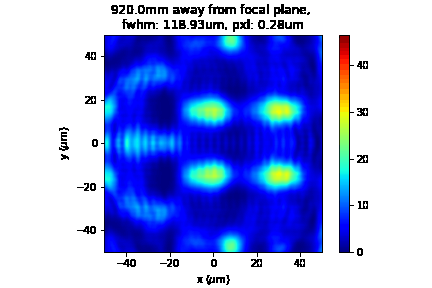 920.0mm away from focal plane,
fwhm: 118.93um, pxl: 0.28um
40
20
0
−20
−40
y (μm)
−40 −20 0 20 40
x (μm)
40
30
20
10
0